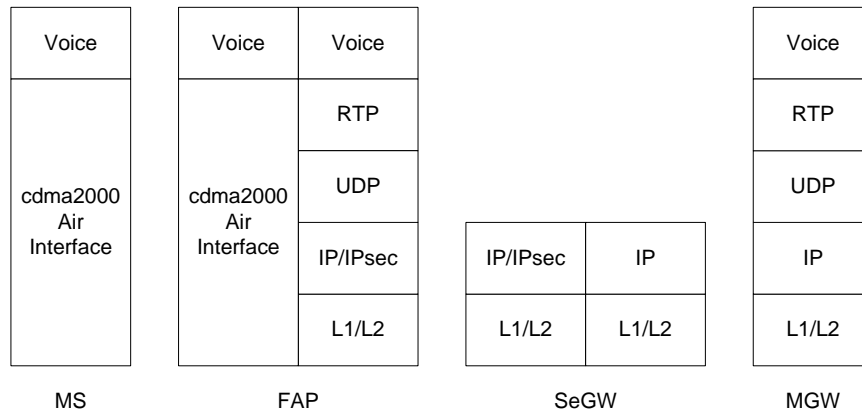 Voice
cdma2000
Air
Interface
MS
Voice
Voice
cdma2000
Air
Interface
RTP
UDP
IP/IPsec
L1/L2
FAP
IP/IPsec
IP
L1/L2
L1/L2
SeGW
Voice
RTP
UDP
IP
L1/L2
MGW